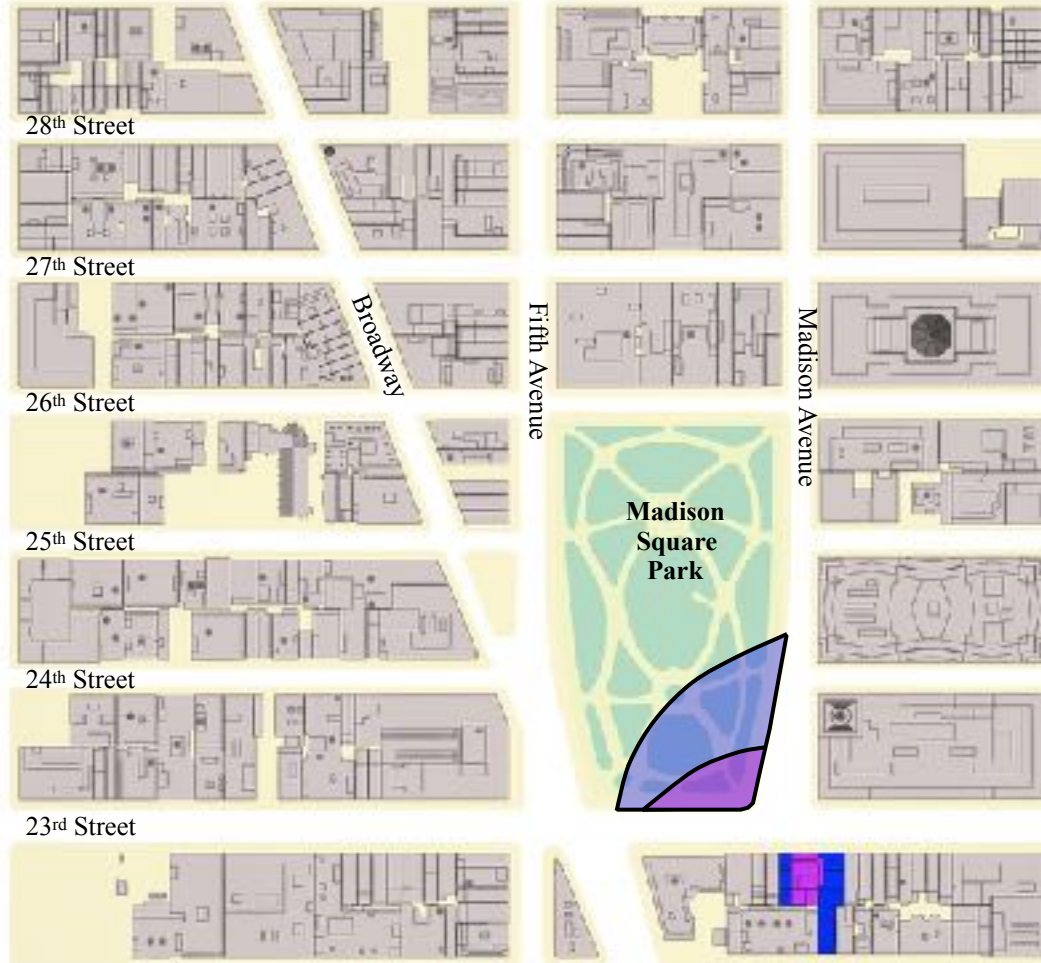 28th Street
27th Street
Broadway
Fifth Avenue
Madison Avenue
26th Street
Madison
Square
Park
25th Street
24th Street
23rd Street